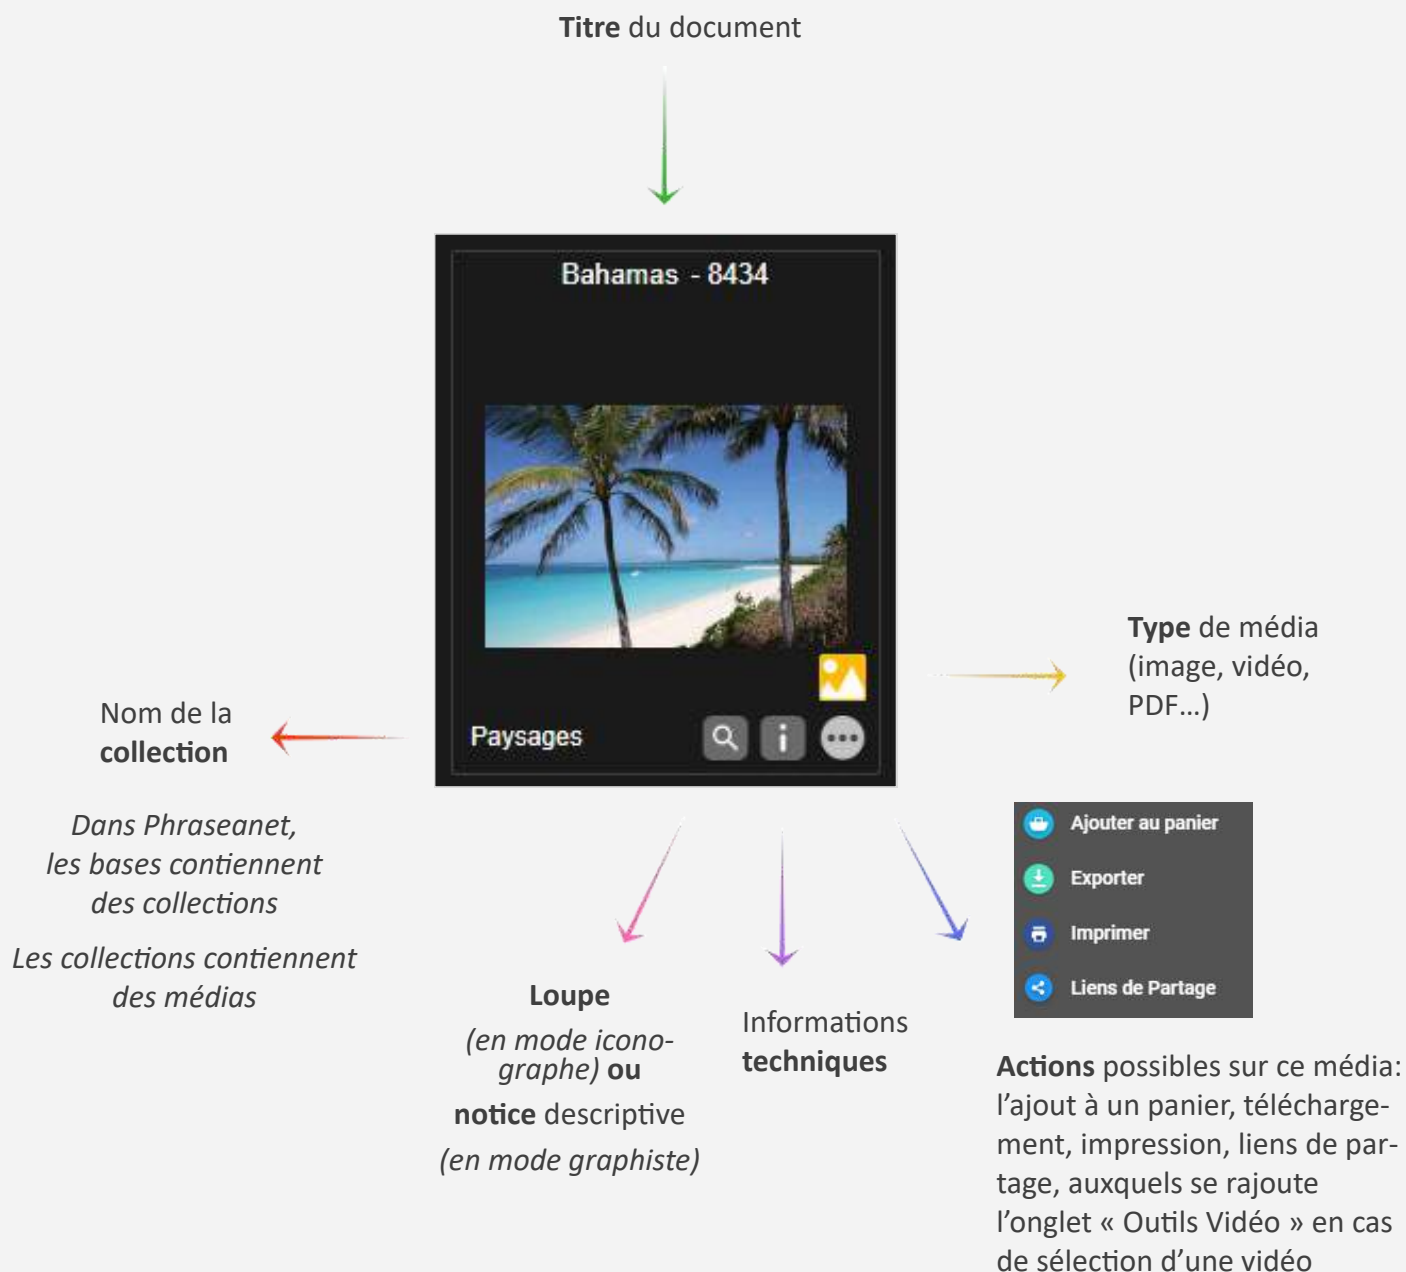 Titre du document
Bahamas - 8434
Paysages
Type de média
(image, vidéo,
PDF...)
Nom de la
collection
Dans Phraseanet,
les bases contiennent
des collections
Les collections contiennent
des médias
Loupe
(en mode icono-
graphe) ou
notice descriptive
(en mode graphiste)
Informations
techniques
Ajouter au panier
Exporter
Imprimer
Liens de Partage
Actions possibles sur ce média:
l’ajout à un panier, télécharge-
ment, impression, liens de par-
tage, auxquels se rajoute
l’onglet « Outils Vidéo » en cas
de sélection d’une vidéo